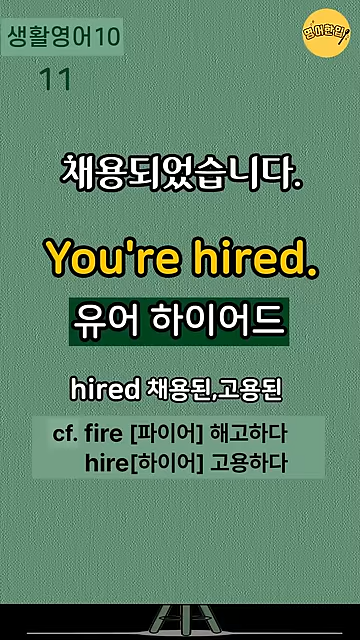 생활영어10
영어한입
11
채용되었습니다.
You're hired.
유어 하이어드
hired 채용된,고용된
cf. fire [파이어] 해고하다
hire[하이어] 고용하다